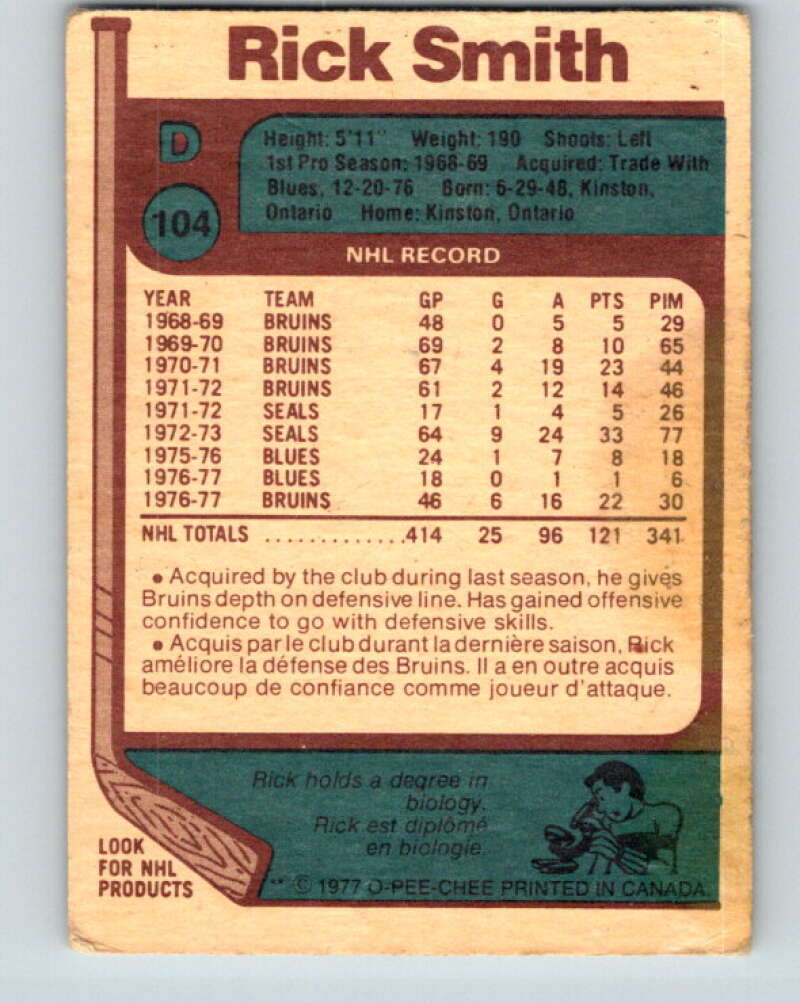 Rick Smith
D
104
Height: 5'11" Weight: 190 Shoots: Left
1st Pro Season: 1968-69 Acquired: Trade With
Blues, 12-20-76 Born: 6-29-48, Kinston,
Ontario Home: Kinston, Ontario
NHL RECORD
YEAR TEAM GP G A PTS PIM
1968-69 BRUINS 48 0 5 5 29
1969-70 BRUINS 69 2 8 10 65
1970-71 BRUINS 67 4 19 23 44
1971-72 BRUINS 61 2 12 14 46
1971-72 SEALS 17 1 4 5 26
1972-73 SEALS 64 9 24 33 77
1975-76 BLUES 24 1 7 8 18
1976-77 BLUES 18 0 1 1 6
1976-77 BRUINS 46 6 16 22 30
NHL TOTALS .............414 25 96 121 341
• Acquired by the club during last season, he gives
Bruins depth on defensive line. Has gained offensive
confidence to go with defensive skills.
• Acquis par le club durant la dernière saison, Rick
améliore la défense des Bruins. Il a en outre acquis
beaucoup de confiance comme joueur d'attaque.
Rick holds a degree in
biology.
Rick est diplômé
en biologie.
LOOK
FOR NHL
PRODUCTS
** © 1977 O-PEE-CHEE PRINTED IN CANADA